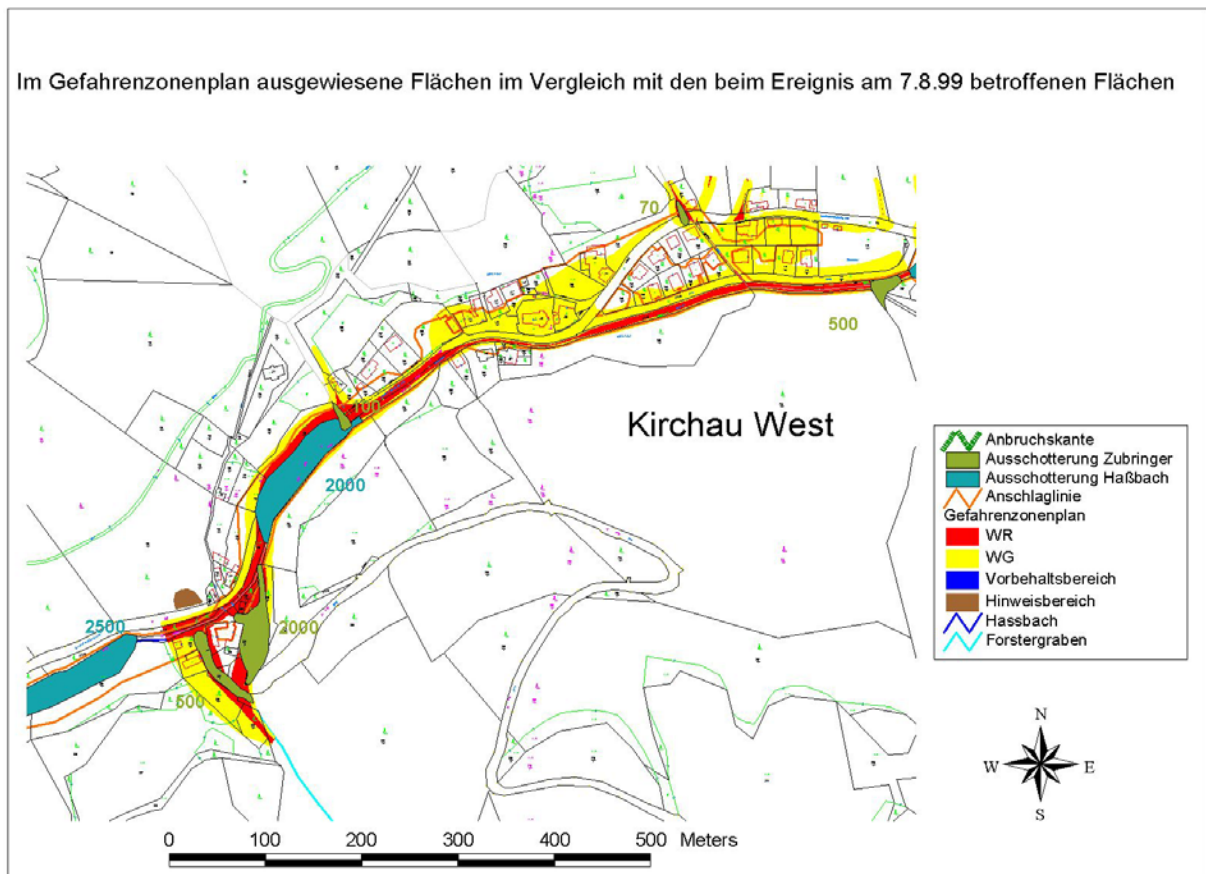 Im Gefahrenzonenplan ausgewiesene Flächen im Vergleich mit den beim Ereignis am 7.8.99 betroffenen Flächen
70
500
100
Kirchau West
2000
2500
2000
500
Anbruchskante
Ausschotterung Zubringer
Ausschotterung Haßbach
Anschlaglinie
Gefahrenzonenplan
WR
WG
Vorbehaltsbereich
Hinweisbereich
Hassbach
Forstergraben
N
W E
S
0 100 200 300 400 500 Meters